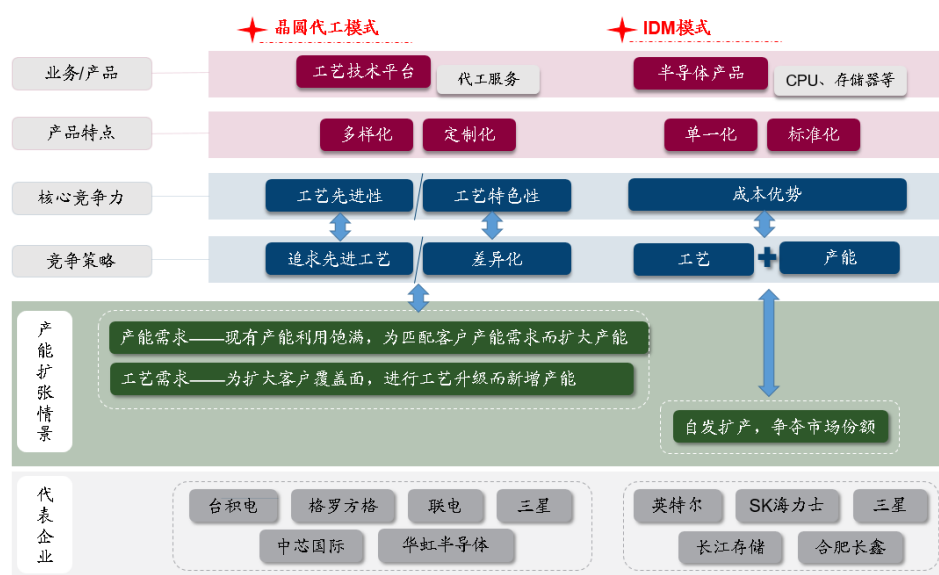 晶圆代工模式
IDM模式
业务/产品
工艺技术平台
代工服务
半导体产品
CPU、存储器等
产品特点
多样化
定制化
单一化
标准化
核心竞争力
工艺先进性
/
工艺特色性
成本优势
竞争策略
追求先进工艺
/
差异化
工艺
产能
产能扩张情景
产能需求——现有产能利用饱满，为匹配客户产能需求而扩大产能
工艺需求——为扩大客户覆盖面，进行工艺升级而新增产能
自发扩产，争夺市场份额
代表企业
台积电
格罗方格
联电
三星
中芯国际
华虹半导体
英特尔
SK海力士
三星
长江存储
合肥长鑫